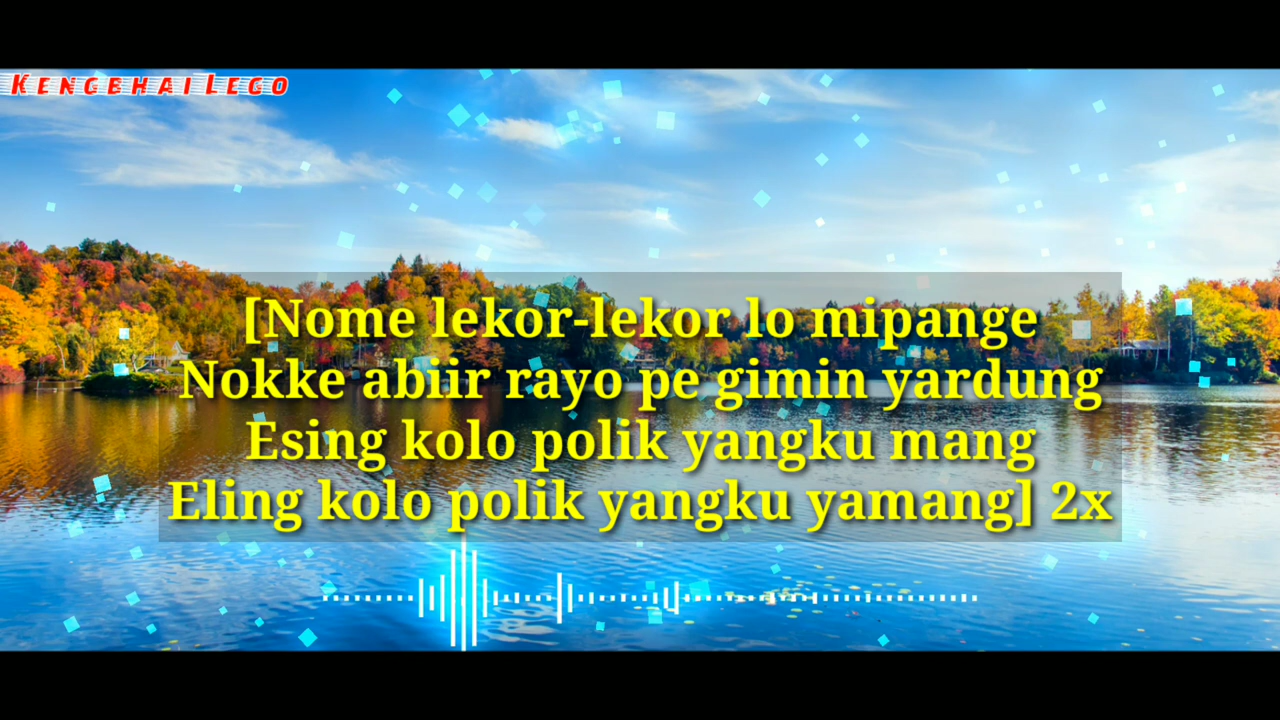 Kengbhai Lego
[Nome lekor-lekor lo mipange
Nokke abiir rayo pe gimin yardung
Esing kolo polik yangku mang
Eling kolo polik yangku yamang] 2x